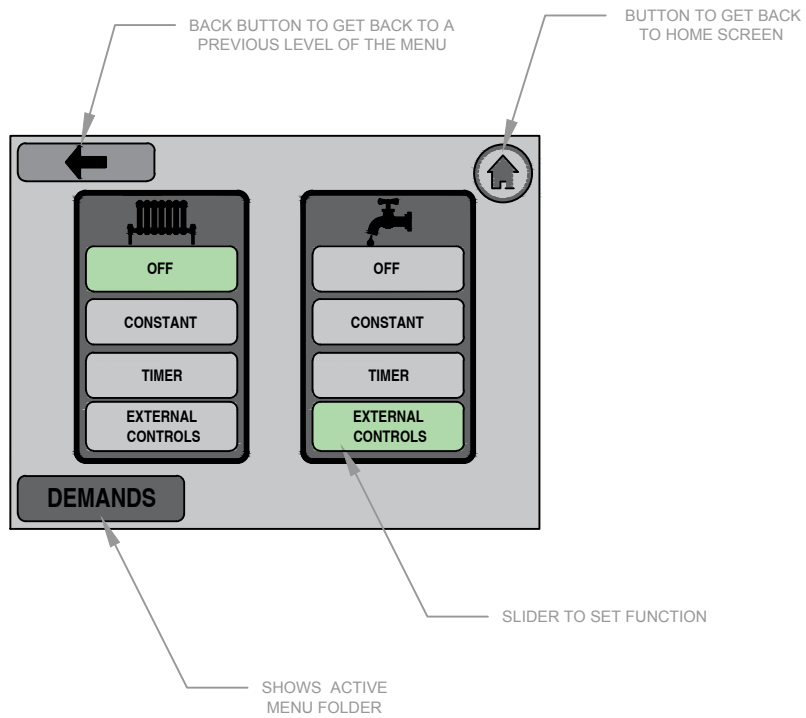 BACK BUTTON TO GET BACK TO A
PREVIOUS LEVEL OF THE MENU
BUTTON TO GET BACK
TO HOME SCREEN
OFF
CONSTANT
TIMER
EXTERNAL
CONTROLS
OFF
CONSTANT
TIMER
EXTERNAL
CONTROLS
DEMANDS
SLIDER TO SET FUNCTION
SHOWS ACTIVE
MENU FOLDER